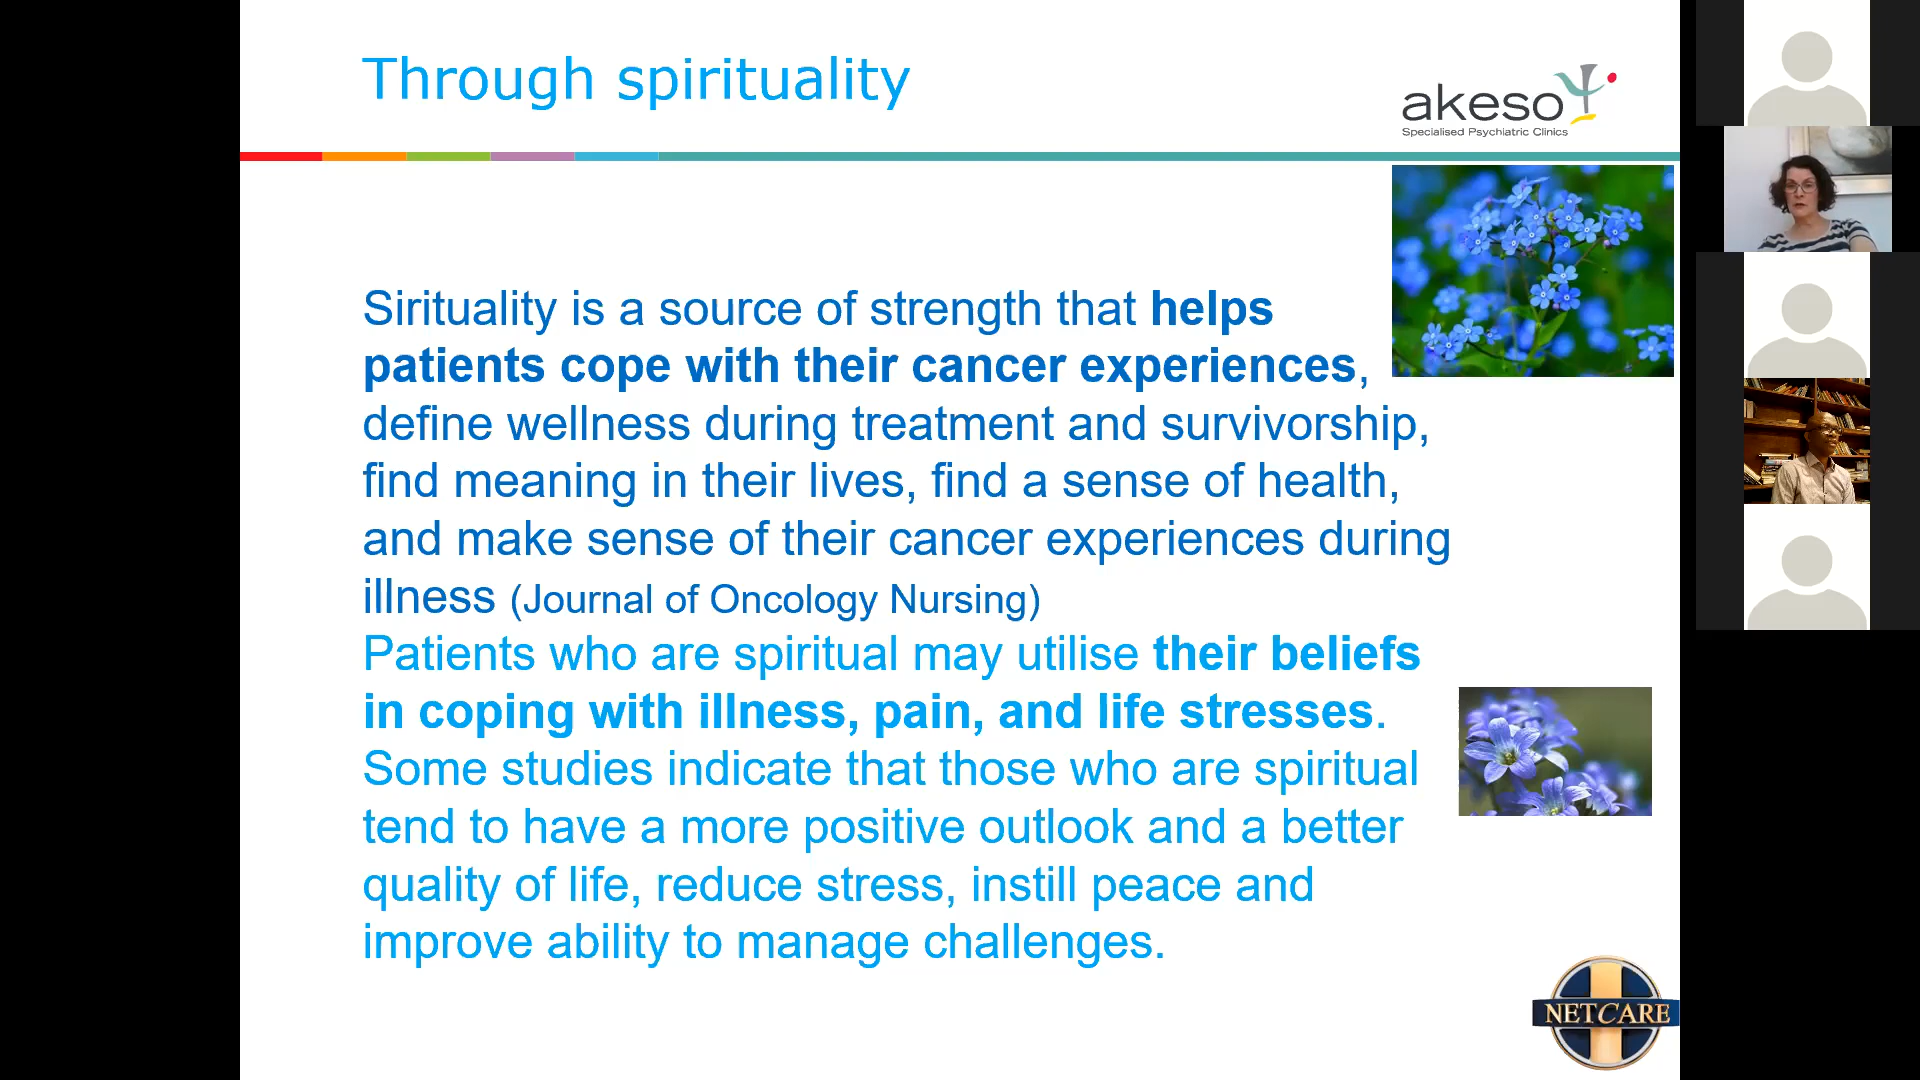 Through spirituality
akeso
Specialised Psychiatric Clinics
Sirituality is a source of strength that helps
patients cope with their cancer experiences,
define wellness during treatment and survivorship,
find meaning in their lives, find a sense of health,
and make sense of their cancer experiences during
illness (Journal of Oncology Nursing)
Patients who are spiritual may utilise their beliefs
in coping with illness, pain, and life stresses.
Some studies indicate that those who are spiritual
tend to have a more positive outlook and a better
quality of life, reduce stress, instill peace and
improve ability to manage challenges.
NETCARE